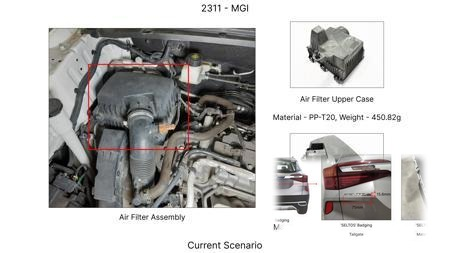 2311 - MGI
Air Filter Upper Case
Material - PP-T20, Weight - 450.82g
Air Filter Assembly
'SELTOS' Badging
Tailgate
Current Scenario